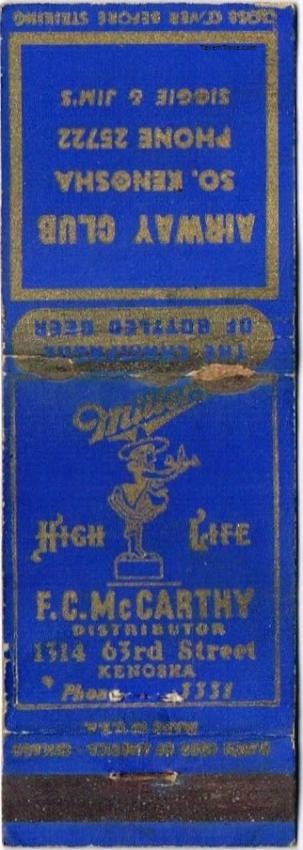 CLOSE COVER BEFORE STRIKING
AIRWAY CLUB
SO. KENOSHA
PHONE 25722
SIGGIE & JIM'S
THE CHAMPAGNE
OF BOTTLED BEER
Miller
HIGH LIFE
F.C. McCARTHY
DISTRIBUTOR
1314 63rd Street
KENOSHA
Phone 3331
MADE IN U.S.A.
MATCH CORP. OF AMERICA, CHICAGO